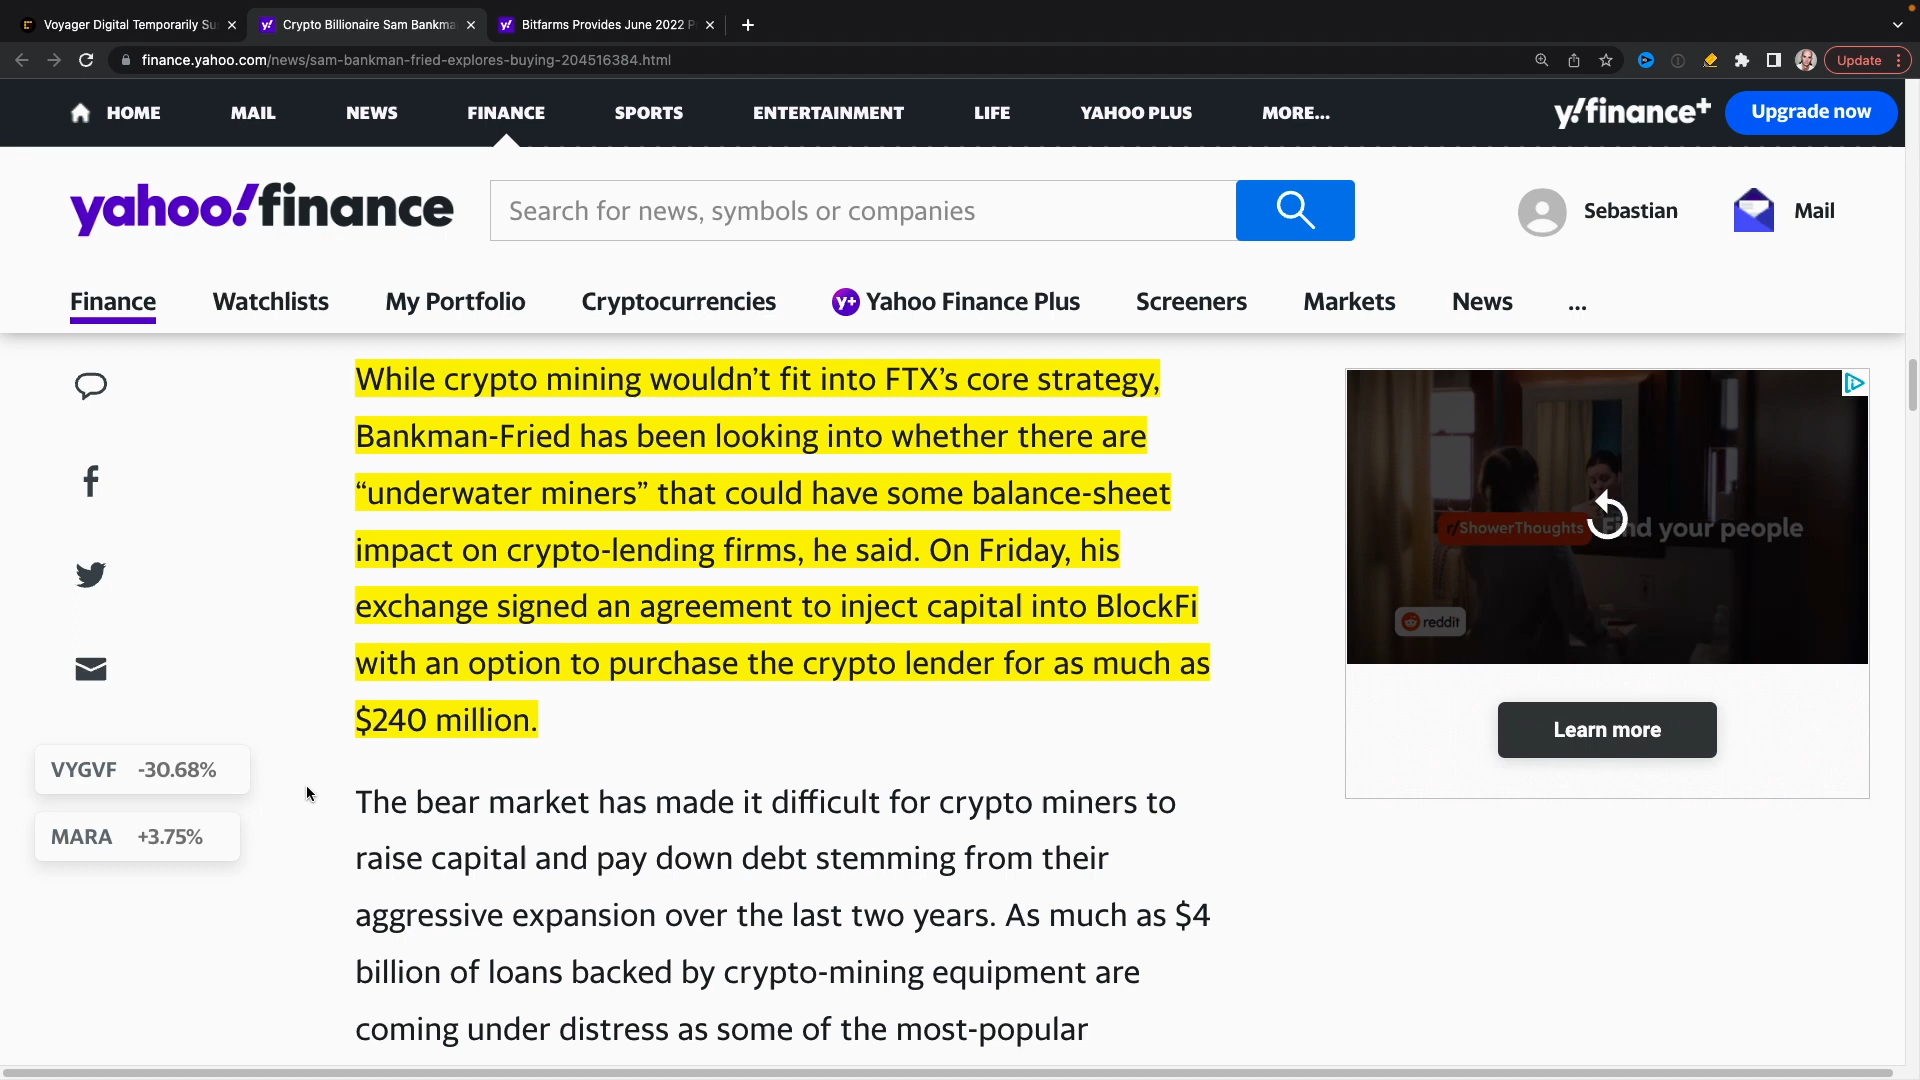 Voyager Digital Temporarily Su
Crypto Billionaire Sam Bankma
Bitfarms Provides June 2022 P
finance.yahoo.com/news/sam-bankman-fried-explores-buying-204516384.html
Update
HOME
MAIL
NEWS
FINANCE
SPORTS
ENTERTAINMENT
LIFE
YAHOO PLUS
MORE...
y!finance+
Upgrade now
yahoo!finance
Search for news, symbols or companies
Sebastian
Mail
Finance
Watchlists
My Portfolio
Cryptocurrencies
y+ Yahoo Finance Plus
Screeners
Markets
News
...
While crypto mining wouldn’t fit into FTX’s core strategy,
Bankman-Fried has been looking into whether there are
“underwater miners” that could have some balance-sheet
impact on crypto-lending firms, he said. On Friday, his
exchange signed an agreement to inject capital into BlockFi
with an option to purchase the crypto lender for as much as
$240 million.
The bear market has made it difficult for crypto miners to
raise capital and pay down debt stemming from their
aggressive expansion over the last two years. As much as $4
billion of loans backed by crypto-mining equipment are
coming under distress as some of the most-popular
VYGVF -30.68%
MARA +3.75%
r/ShowerThoughts
Find your people
reddit
Learn more